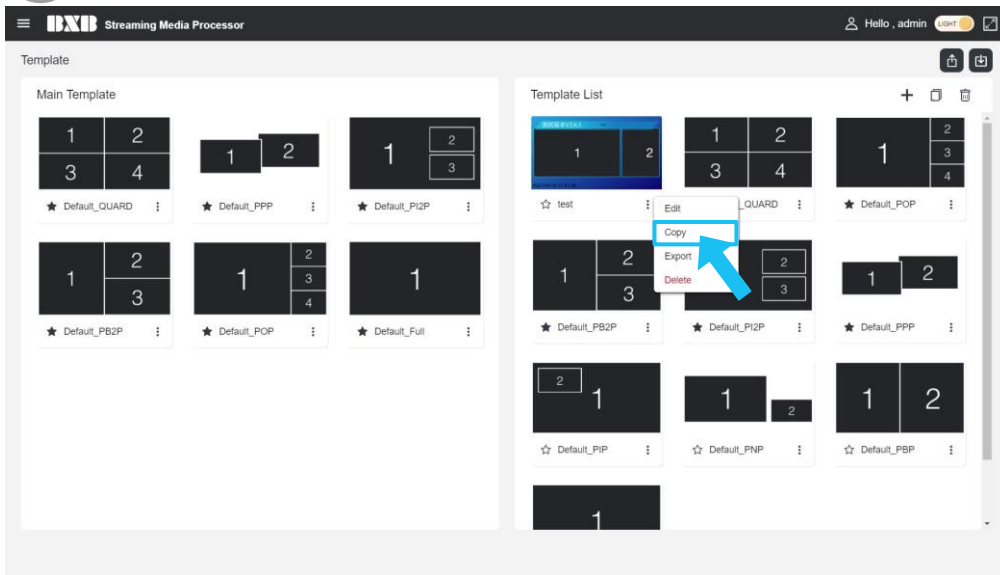 BXB Streaming Media Processor
Hello , admin LIGHT
Template
Main Template
1 2 3 4
Default_QUARD
1 2
Default_PPP
1 2 3
Default_PI2P
1 2 3
Default_PB2P
1 2 3 4
Default_POP
1
Default_Full
Template List
1 2
test
1 2 3 4
_QUARD
1 2 3 4
Default_POP
Edit
Copy
Export
Delete
1 2 3
Default_PB2P
2 3
Default_PI2P
1 2
Default_PPP
2 1
Default_PIP
1 2
Default_PNP
1 2
Default_PBP
1